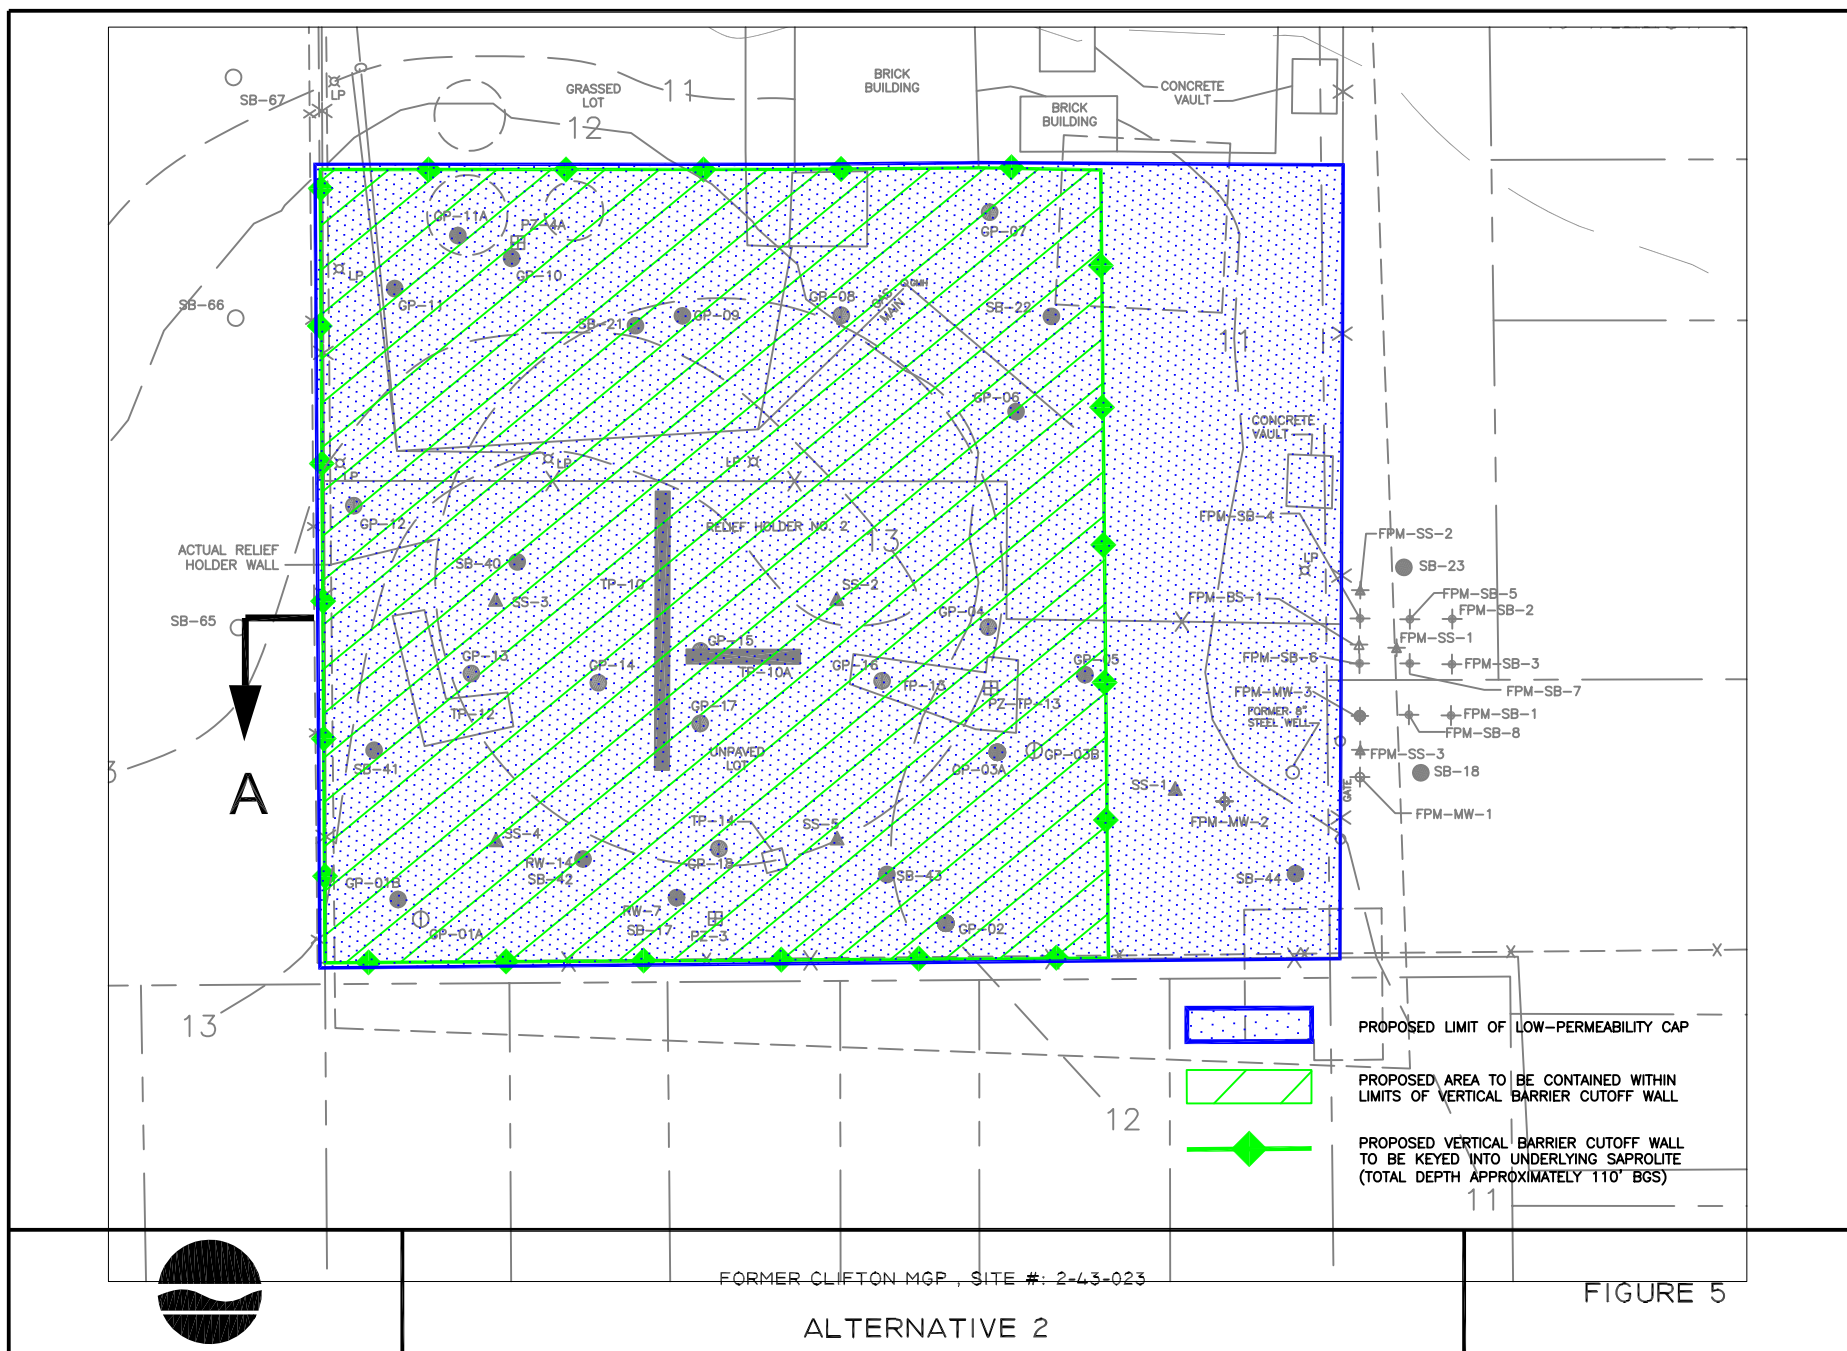 SB-67
LP
G
GRASSED
LOT
11
12
BRICK
BUILDING
BRICK
BUILDING
CONCRETE
VAULT
GP-11A
PZ-4A
GP-10
LP
GP-11
SB-66
SB-21
GP-09
GP-08
GAS
MAIN
GP-07
SB-22
11
GP-06
CONCRETE
VAULT
LP
LP
LP
GP-12
RELIEF HOLDER NO. 2
13
FPM-SB-4
FPM-SS-2
ACTUAL RELIEF
HOLDER WALL
SB-40
SS-3
TP-10
SS-2
LP
SB-23
FPM-BS-1
FPM-SB-5
FPM-SB-2
SB-65
GP-04
FPM-SS-1
GP-13
GP-14
GP-15
TP-10A
GP-16
TP-13
GP-05
FPM-SB-6
FPM-SB-3
FPM-SB-7
PZ-TP-13
FPM-MW-3
FORMER 8"
STEEL WELL
TP-12
GP-17
FPM-SB-1
FPM-SB-8
UNPAVED
LOT
SB-41
GP-03A
GP-03B
FPM-SS-3
SB-18
3
A
SS-1
GATE
FPM-MW-2
FPM-MW-1
SS-4
TP-14
SS-5
RW-14
SB-42
GP-18
GP-01B
SB-43
SB-44
GP-01A
RW-7
SB-17
PZ-3
GP-02
13
12
11
PROPOSED LIMIT OF LOW-PERMEABILITY CAP
PROPOSED AREA TO BE CONTAINED WITHIN
LIMITS OF VERTICAL BARRIER CUTOFF WALL
PROPOSED VERTICAL BARRIER CUTOFF WALL
TO BE KEYED INTO UNDERLYING SAPROLITE
(TOTAL DEPTH APPROXIMATELY 110' BGS)
FORMER CLIFTON MGP , SITE #: 2-43-023
ALTERNATIVE 2
FIGURE 5